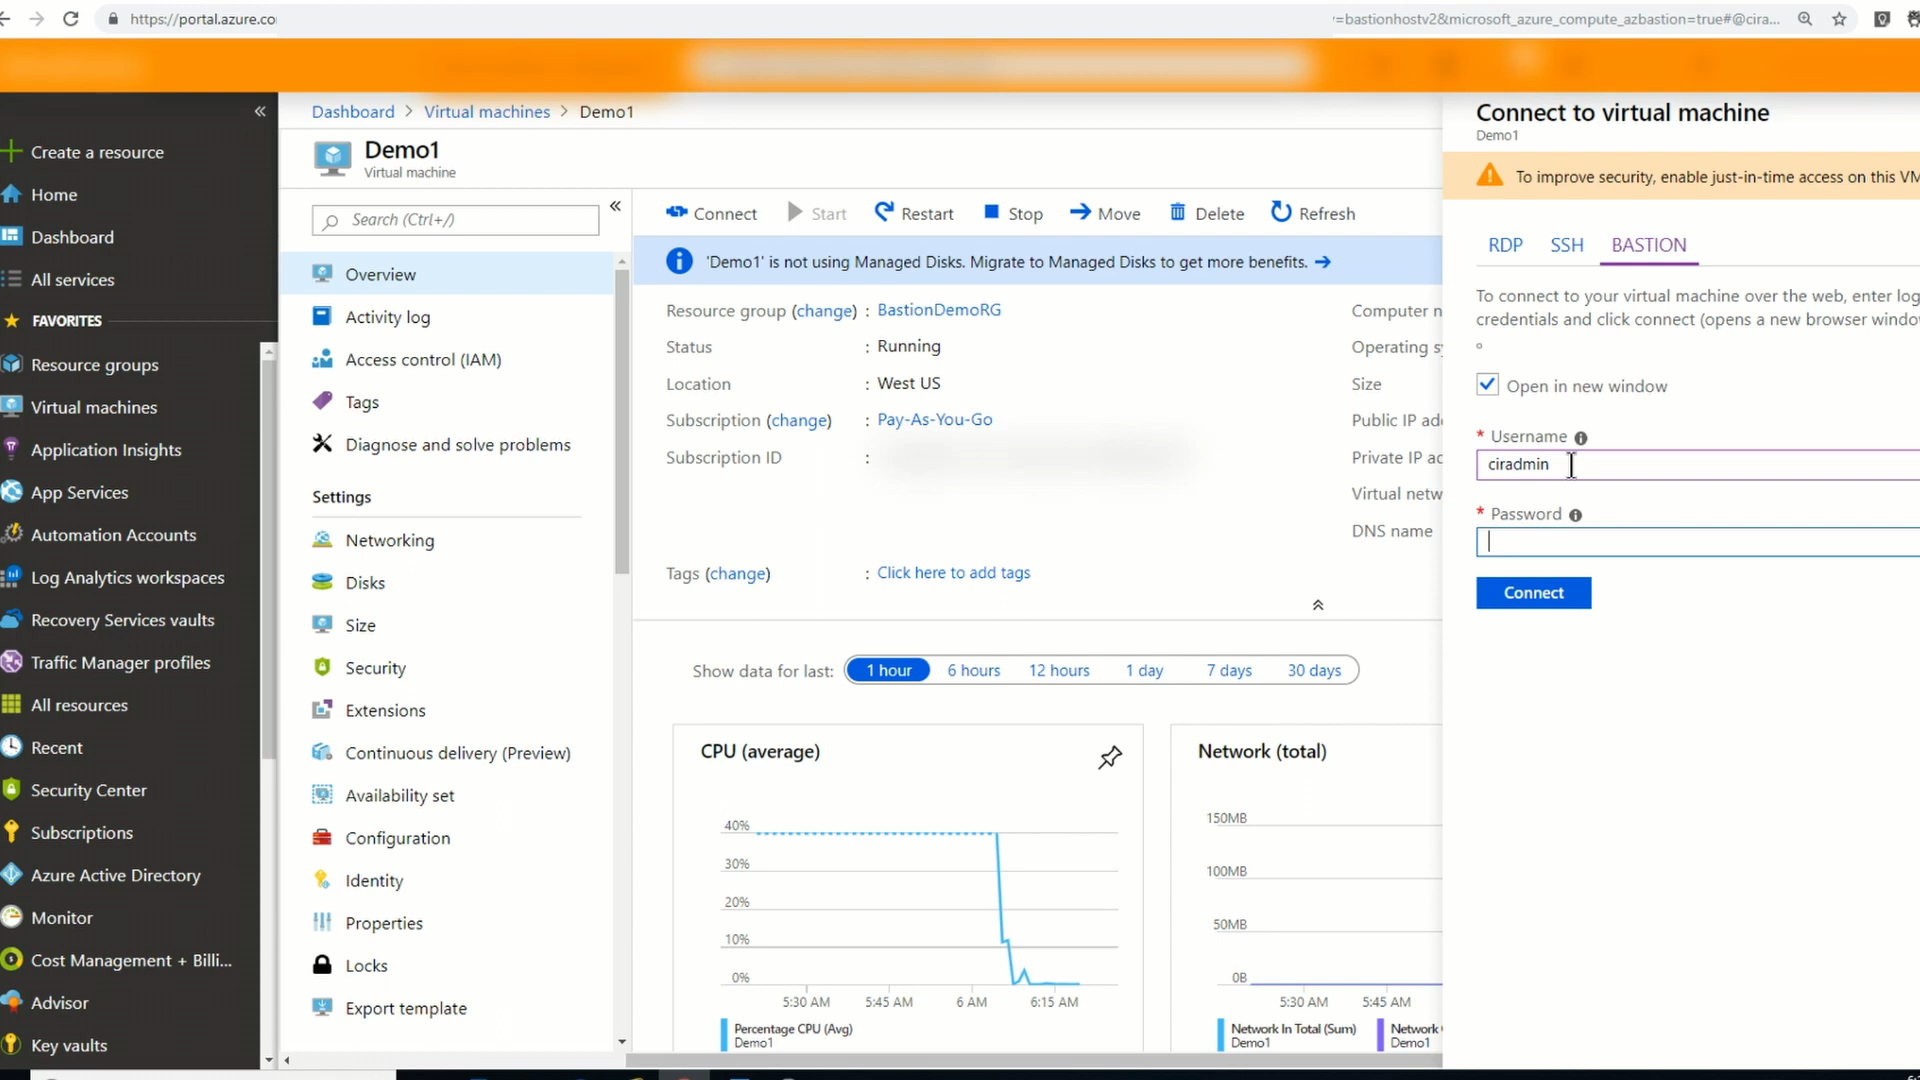 https://portal.azure.co
=bastionhostv2&microsoft_azure_compute_azbastion=true#@cira...
Create a resource
Home
Dashboard
All services
FAVORITES
Resource groups
Virtual machines
Application Insights
App Services
Automation Accounts
Log Analytics workspaces
Recovery Services vaults
Traffic Manager profiles
All resources
Recent
Security Center
Subscriptions
Azure Active Directory
Monitor
Cost Management + Billi...
Advisor
Key vaults
Dashboard > Virtual machines > Demo1
Demo1
Virtual machine
Search (Ctrl+/)
Overview
Activity log
Access control (IAM)
Tags
Diagnose and solve problems
Settings
Networking
Disks
Size
Security
Extensions
Continuous delivery (Preview)
Availability set
Configuration
Identity
Properties
Locks
Export template
Connect Start Restart Stop Move Delete Refresh
'Demo1' is not using Managed Disks. Migrate to Managed Disks to get more benefits. →
Resource group (change) : BastionDemoRG
Status : Running
Location : West US
Subscription (change) : Pay-As-You-Go
Subscription ID :
Tags (change) : Click here to add tags
Computer n
Operating sy
Size
Public IP add
Private IP ac
Virtual netw
DNS name
Show data for last: 1 hour 6 hours 12 hours 1 day 7 days 30 days
CPU (average)
40%
30%
20%
10%
0%
5:30 AM 5:45 AM 6 AM 6:15 AM
Percentage CPU (Avg)
Demo1
Network (total)
150MB
100MB
50MB
0B
5:30 AM 5:45 AM
Network In Total (Sum)
Demo1
Network
Demo1
Connect to virtual machine
Demo1
To improve security, enable just-in-time access on this VM
RDP SSH BASTION
To connect to your virtual machine over the web, enter log
credentials and click connect (opens a new browser windo
Open in new window
* Username
ciradmin
* Password
Connect